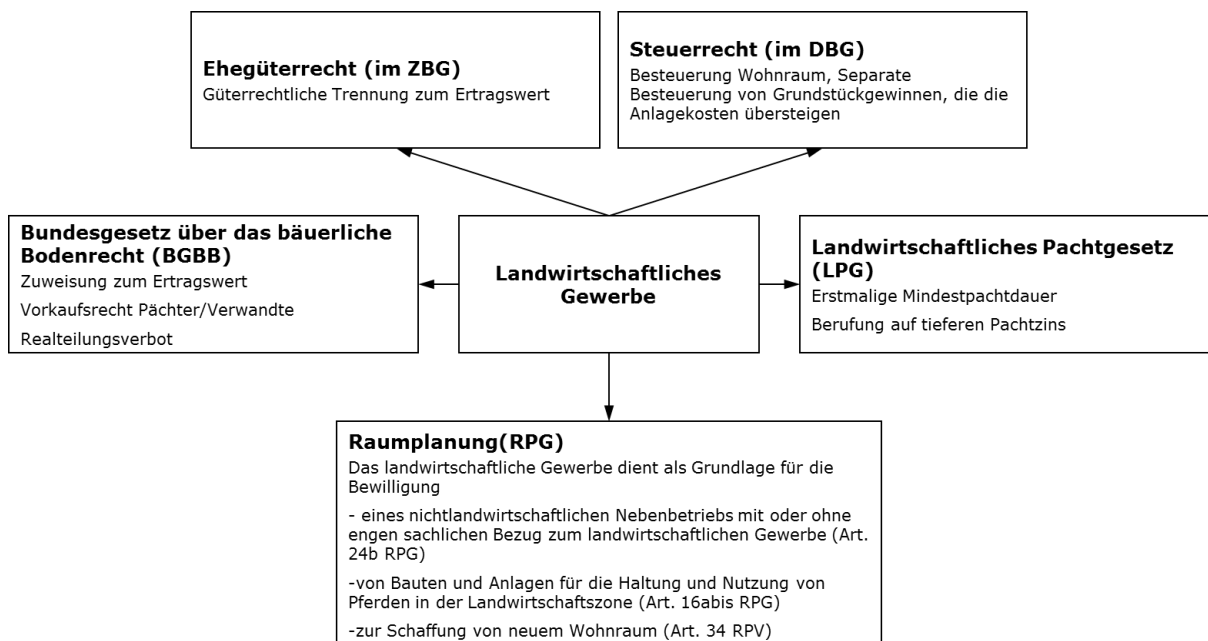 Ehegüterrecht (im ZBG)
Güterrechtliche Trennung zum Ertragswert
Steuerrecht (im DBG)
Besteuerung Wohnraum, Separate
Besteuerung von Grundstückgewinnen, die die
Anlagekosten übersteigen
Bundesgesetz über das bäuerliche
Bodenrecht (BGBB)
Zuweisung zum Ertragswert
Vorkaufsrecht Pächter/Verwandte
Realteilungsverbot
Landwirtschaftliches
Gewerbe
Landwirtschaftliches Pachtgesetz
(LPG)
Erstmalige Mindestpachtdauer
Berufung auf tieferen Pachtzins
Raumplanung(RPG)
Das landwirtschaftliche Gewerbe dient als Grundlage für die
Bewilligung
- eines nichtlandwirtschaftlichen Nebenbetriebs mit oder ohne
engen sachlichen Bezug zum landwirtschaftlichen Gewerbe (Art.
24b RPG)
-von Bauten und Anlagen für die Haltung und Nutzung von
Pferden in der Landwirtschaftszone (Art. 16abis RPG)
-zur Schaffung von neuem Wohnraum (Art. 34 RPV)